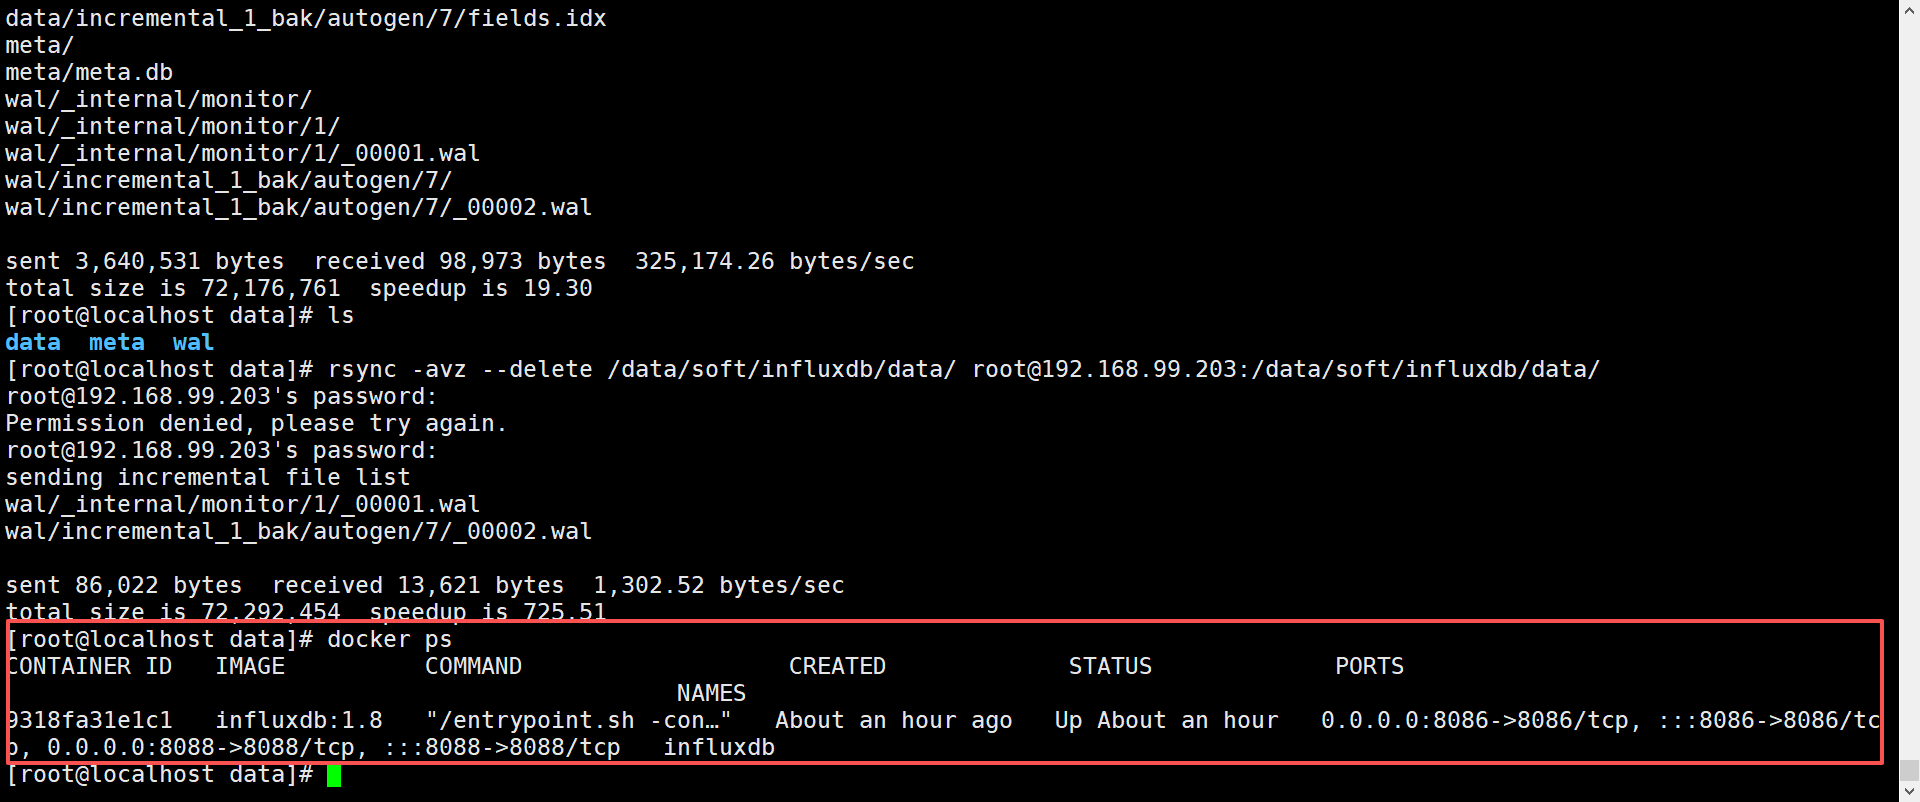 data/incremental_1_bak/autogen/7/fields.idx
meta/
meta/meta.db
wal/_internal/monitor/
wal/_internal/monitor/1/
wal/_internal/monitor/1/_00001.wal
wal/incremental_1_bak/autogen/7/
wal/incremental_1_bak/autogen/7/_00002.wal

sent 3,640,531 bytes  received 98,973 bytes  325,174.26 bytes/sec
total size is 72,176,761  speedup is 19.30
[root@localhost data]# ls
data  meta  wal
[root@localhost data]# rsync -avz --delete /data/soft/influxdb/data/ root@192.168.99.203:/data/soft/influxdb/data/
root@192.168.99.203's password:
Permission denied, please try again.
root@192.168.99.203's password:
sending incremental file list
wal/_internal/monitor/1/_00001.wal
wal/incremental_1_bak/autogen/7/_00002.wal

sent 86,022 bytes  received 13,621 bytes  1,302.52 bytes/sec
total size is 72,292,454  speedup is 725.51
[root@localhost data]# docker ps
CONTAINER ID   IMAGE          COMMAND                   CREATED             STATUS             PORTS
                                                NAMES
9318fa31e1c1   influxdb:1.8   "/entrypoint.sh -con…"   About an hour ago   Up About an hour   0.0.0.0:8086->8086/tcp, :::8086->8086/tc
p, 0.0.0.0:8088->8088/tcp, :::8088->8088/tcp   influxdb
[root@localhost data]#